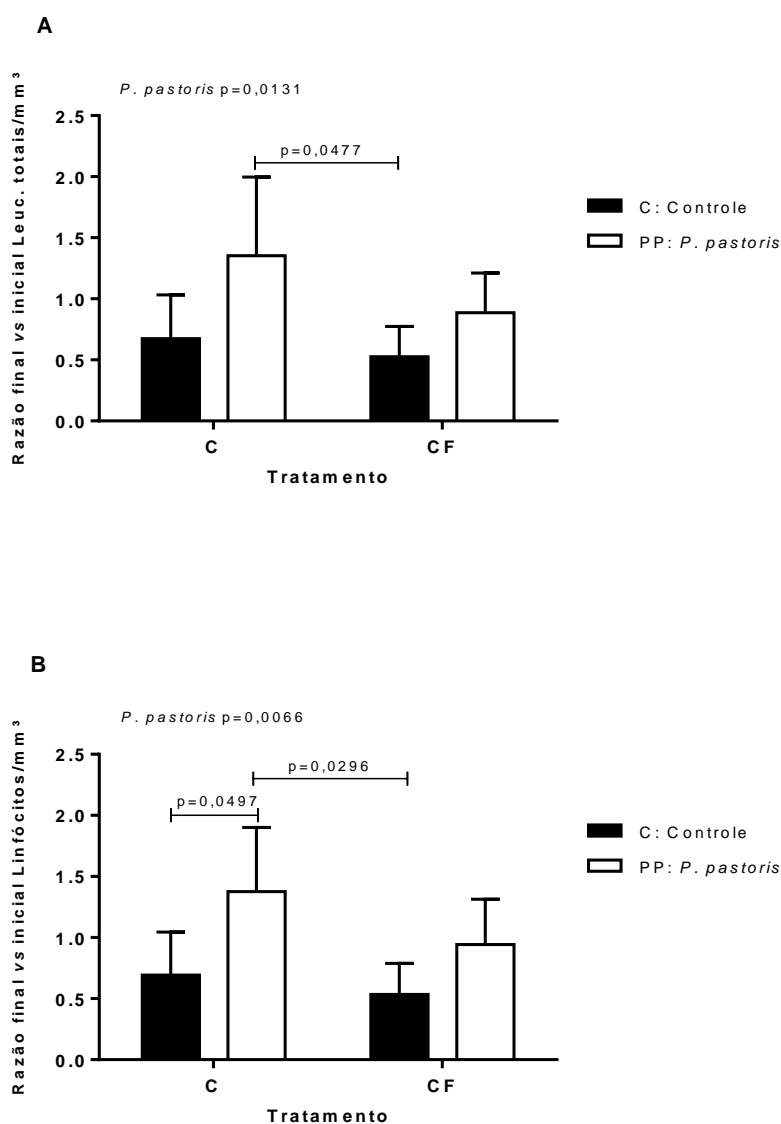 A
P. pastoris p=0,0131
Razão final vs inicial Leuc. totais/mm³
2.5
2.0
1.5
1.0
0.5
0.0
p=0,0477
C: Controle
PP: P. pastoris
C CF
Tratamento
B
P. pastoris p=0,0066
Razão final vs inicial Linfócitos/mm³
2.5
2.0
1.5
1.0
0.5
0.0
p=0,0296
p=0,0497
C: Controle
PP: P. pastoris
C CF
Tratamento